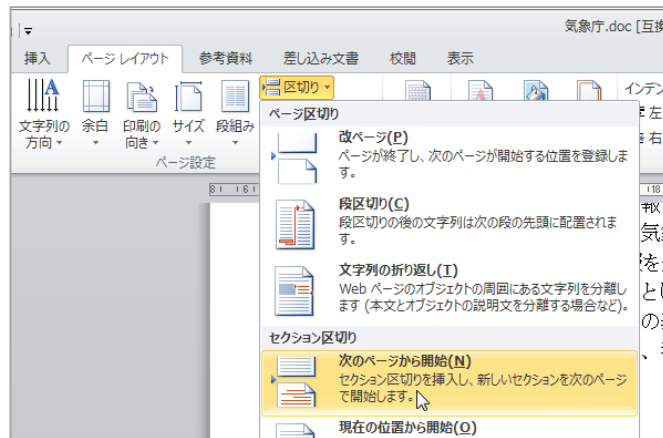 気象庁.doc [互換
挿入 ページ レイアウト 参考資料 差し込み文書 校閲 表示
区切り
文字列の方向 余白 印刷の向き サイズ 段組み
インデン
左
右
ページ設定
ページ区切り
改ページ(P)
ページが終了し、次のページが開始する位置を登録しま
す。
段区切り(C)
段区切りの後の文字列は次の段の先頭に配置されま
す。
文字列の折り返し(T)
Web ページのオブジェクトの周囲にある文字列を分離し
ます (本文とオブジェクトの説明文を分離する場合など)。
セクション区切り
次のページから開始(N)
セクション区切りを挿入し、新しいセクションを次のページ
で開始します。
現在の位置から開始(O)